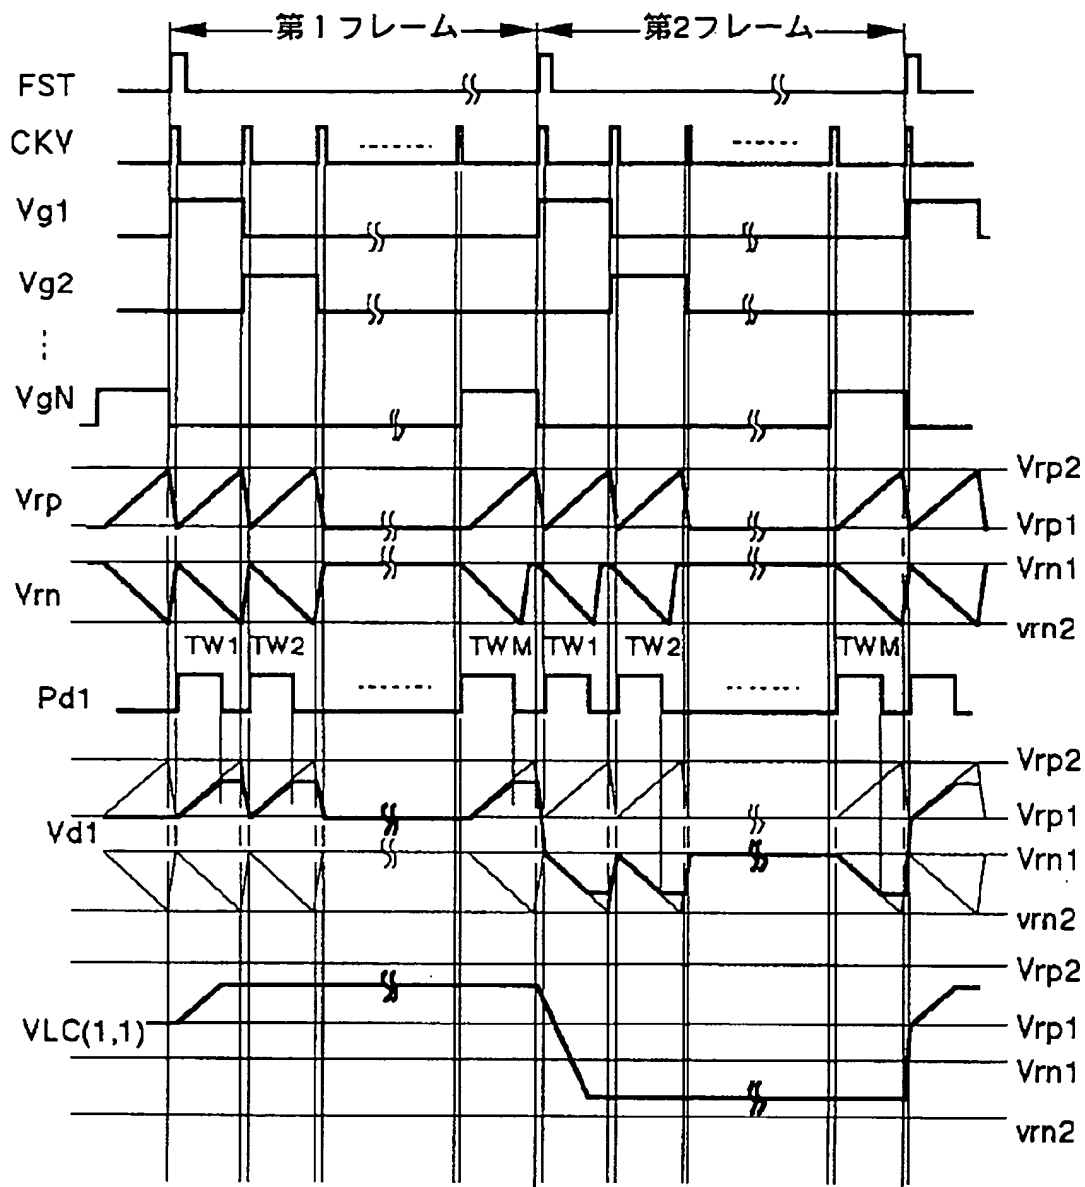 第1フレーム 第2フレーム
FST
CKV
Vg1
Vg2
VgN
Vrp2
Vrp
Vrp1
Vrn1
Vrn
vrn2
TW1 TW2 TWM TW1 TW2 TWM
Pd1
Vrp2
Vrp1
Vd1
Vrn1
vrn2
Vrp2
VLC(1,1)
Vrp1
Vrn1
vrn2